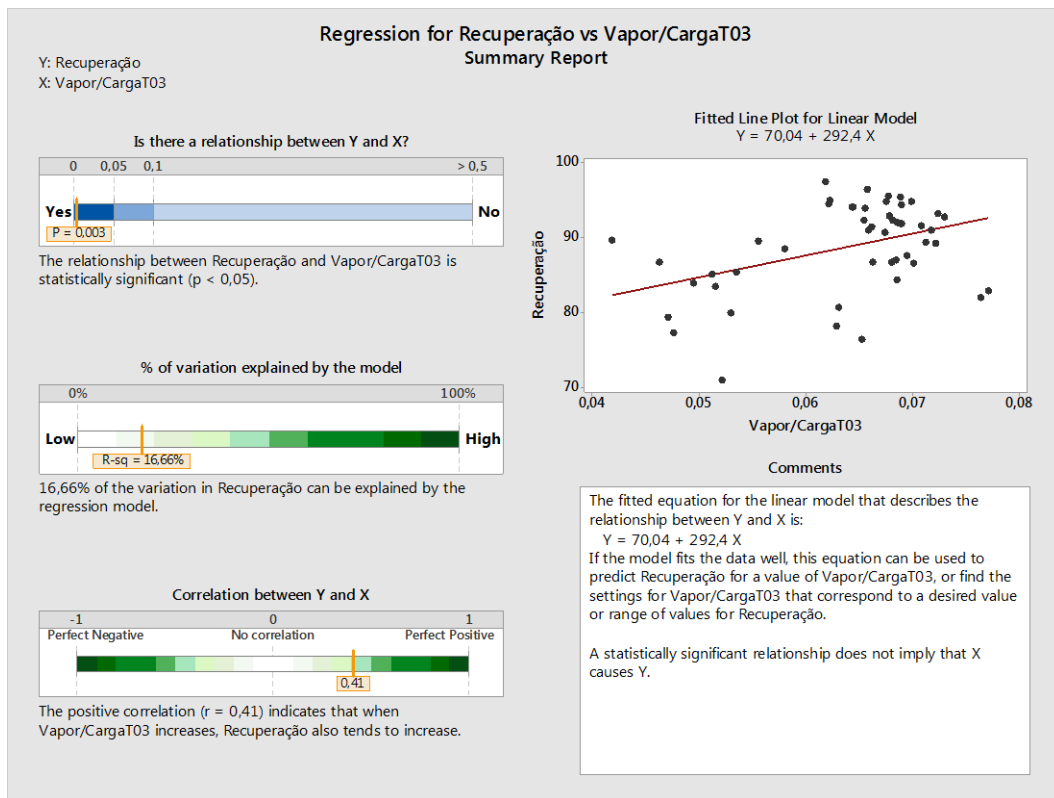 Regression for Recuperação vs Vapor/CargaT03
Summary Report
Y: Recuperação
X: Vapor/CargaT03
Is there a relationship between Y and X?
0 0,05 0,1 > 0,5
Yes No
P = 0,003
The relationship between Recuperação and Vapor/CargaT03 is
statistically significant (p < 0,05).
% of variation explained by the model
0% 100%
Low High
R-sq = 16,66%
16,66% of the variation in Recuperação can be explained by the
regression model.
Correlation between Y and X
-1 0 1
Perfect Negative No correlation Perfect Positive
0,41
The positive correlation (r = 0,41) indicates that when
Vapor/CargaT03 increases, Recuperação also tends to increase.
Fitted Line Plot for Linear Model
Y = 70,04 + 292,4 X
100
90
80
70
Recuperação
0,04 0,05 0,06 0,07 0,08
Vapor/CargaT03
Comments
The fitted equation for the linear model that describes the
relationship between Y and X is:
Y = 70,04 + 292,4 X
If the model fits the data well, this equation can be used to
predict Recuperação for a value of Vapor/CargaT03, or find the
settings for Vapor/CargaT03 that correspond to a desired value
or range of values for Recuperação.
A statistically significant relationship does not imply that X
causes Y.